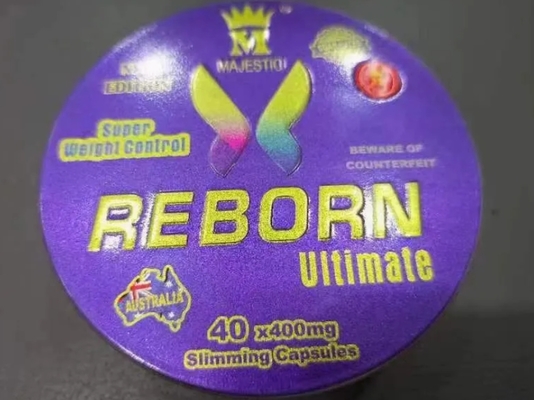 M
MAJESTIQI
EDITION
Super
Weight Control
BEWARE OF
COUNTERFEIT
REBORN
Ultimate
AUSTRALIA
40 x400mg
Slimming Capsules